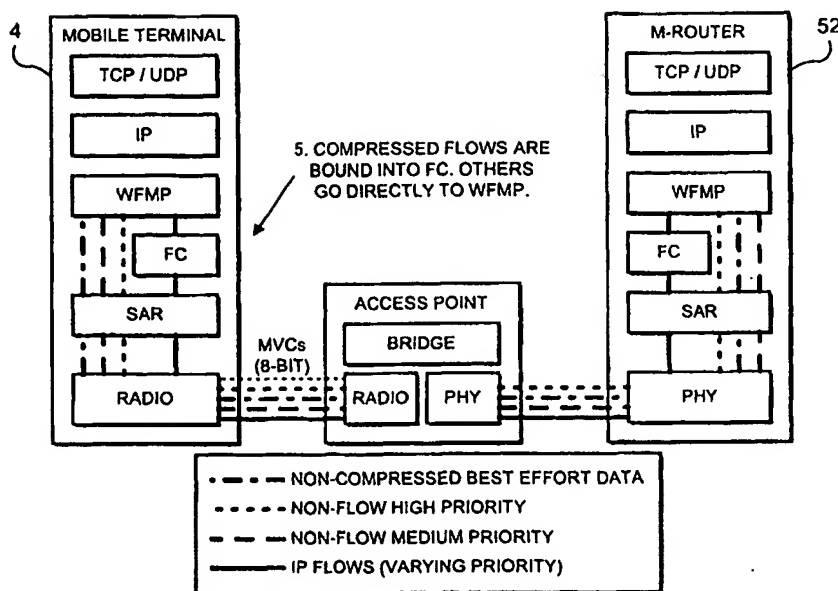 4
MOBILE TERMINAL
TCP / UDP
IP
WFMP
FC
SAR
RADIO
5. COMPRESSED FLOWS ARE
BOUND INTO FC. OTHERS
GO DIRECTLY TO WFMP.
MVCs
(8-BIT)
ACCESS POINT
BRIDGE
RADIO
PHY
M-ROUTER
52
TCP / UDP
IP
WFMP
FC
SAR
PHY
NON-COMPRESSED BEST EFFORT DATA
NON-FLOW HIGH PRIORITY
NON-FLOW MEDIUM PRIORITY
IP FLOWS (VARYING PRIORITY)